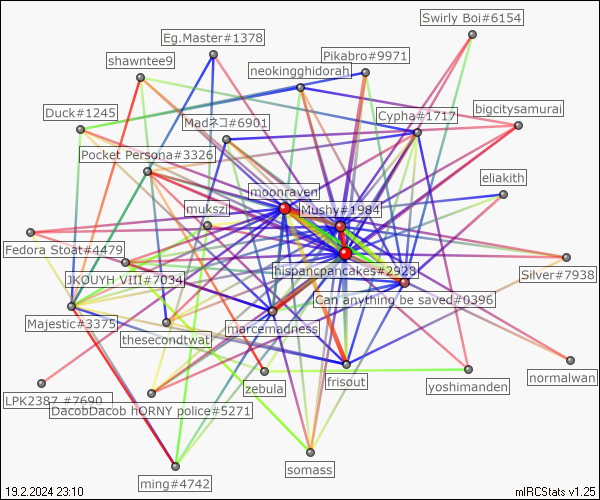 Swirly Boi#6154
Eg.Master#1378
Pikabro#9971
shawntee9
neokingghidorah
Duck#1245
bigcitysamurai
Cypha#1717
Madネコ#6901
Pocket Persona#3326
eliakith
moonraven
mukszi
Mushy#1984
Fedora Stoat#4479
hispancpancakes#2923
Silver#7938
JKOUYH VIII#7034
Can anything be saved#0396
Majestic#3375
marcemadness
thesecondtwat
normalwan
frisout
zebula
yoshimanden
LPK2387_#7690
DacobDacob hORNY police#5271
somass
ming#4742
19.2.2024 23:10
mIRCStats v1.25